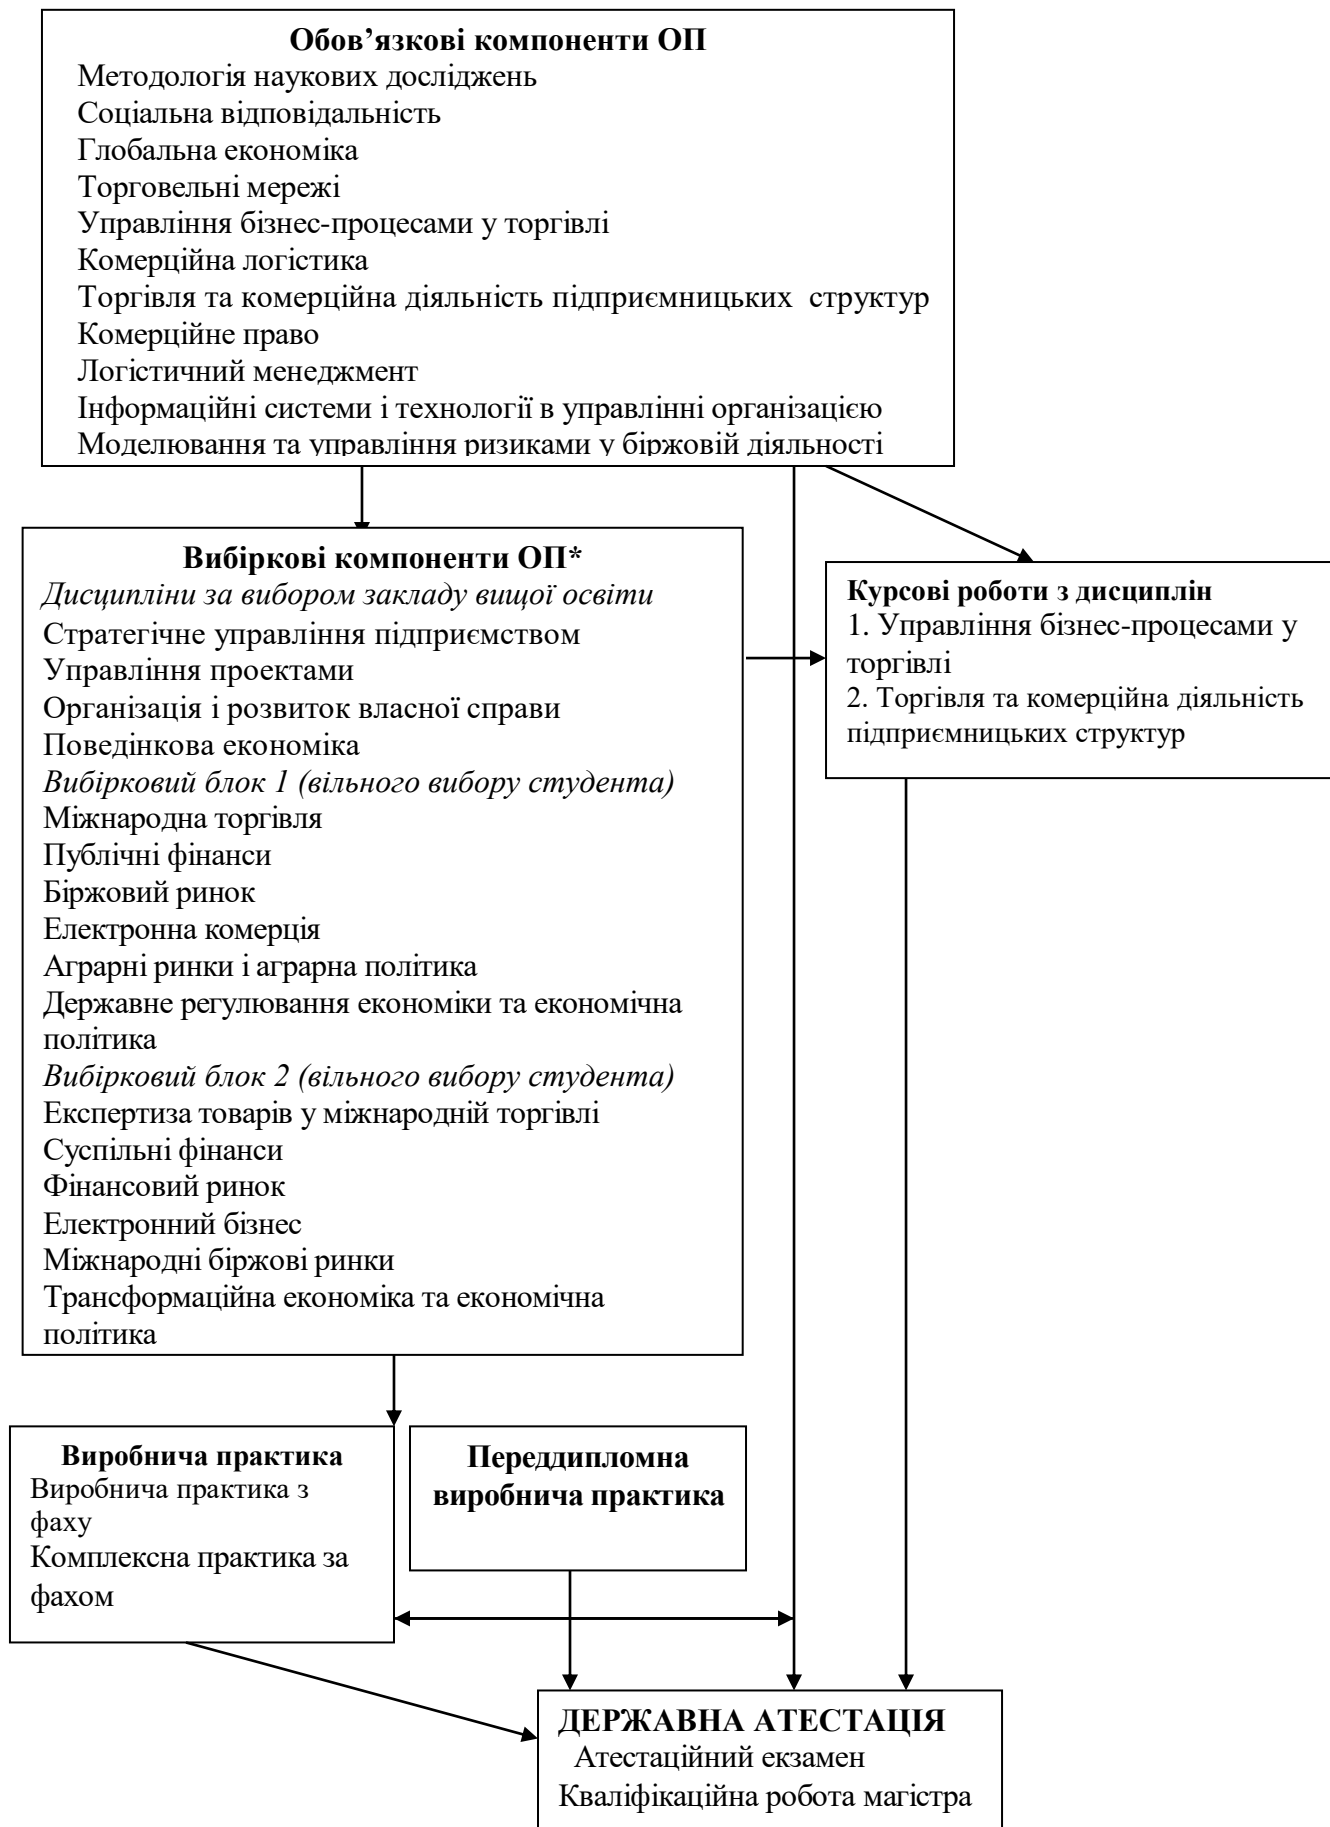 Обов’язкові компоненти ОП
Методологія наукових досліджень
Соціальна відповідальність
Глобальна економіка
Торговельні мережі
Управління бізнес-процесами у торгівлі
Комерційна логістика
Торгівля та комерційна діяльність підприємницьких структур
Комерційне право
Логістичний менеджмент
Інформаційні системи і технології в управлінні організацією
Моделювання та управління ризиками у біржовій діяльності
Вибіркові компоненти ОП*
Дисципліни за вибором закладу вищої освіти
Стратегічне управління підприємством
Управління проектами
Організація і розвиток власної справи
Поведінкова економіка
Вибірковий блок 1 (вільного вибору студента)
Міжнародна торгівля
Публічні фінанси
Біржовий ринок
Електронна комерція
Аграрні ринки і аграрна політика
Державне регулювання економіки та економічна
політика
Вибірковий блок 2 (вільного вибору студента)
Експертиза товарів у міжнародній торгівлі
Суспільні фінанси
Фінансовий ринок
Електронний бізнес
Міжнародні біржові ринки
Трансформаційна економіка та економічна
політика
Курсові роботи з дисциплін
1. Управління бізнес-процесами у
торгівлі
2. Торгівля та комерційна діяльність
підприємницьких структур
Виробнича практика
Виробнича практика з
фаху
Комплексна практика за
фахом
Переддипломна
виробнича практика
ДЕРЖАВНА АТЕСТАЦІЯ
Атестаційний екзамен
Кваліфікаційна робота магістра